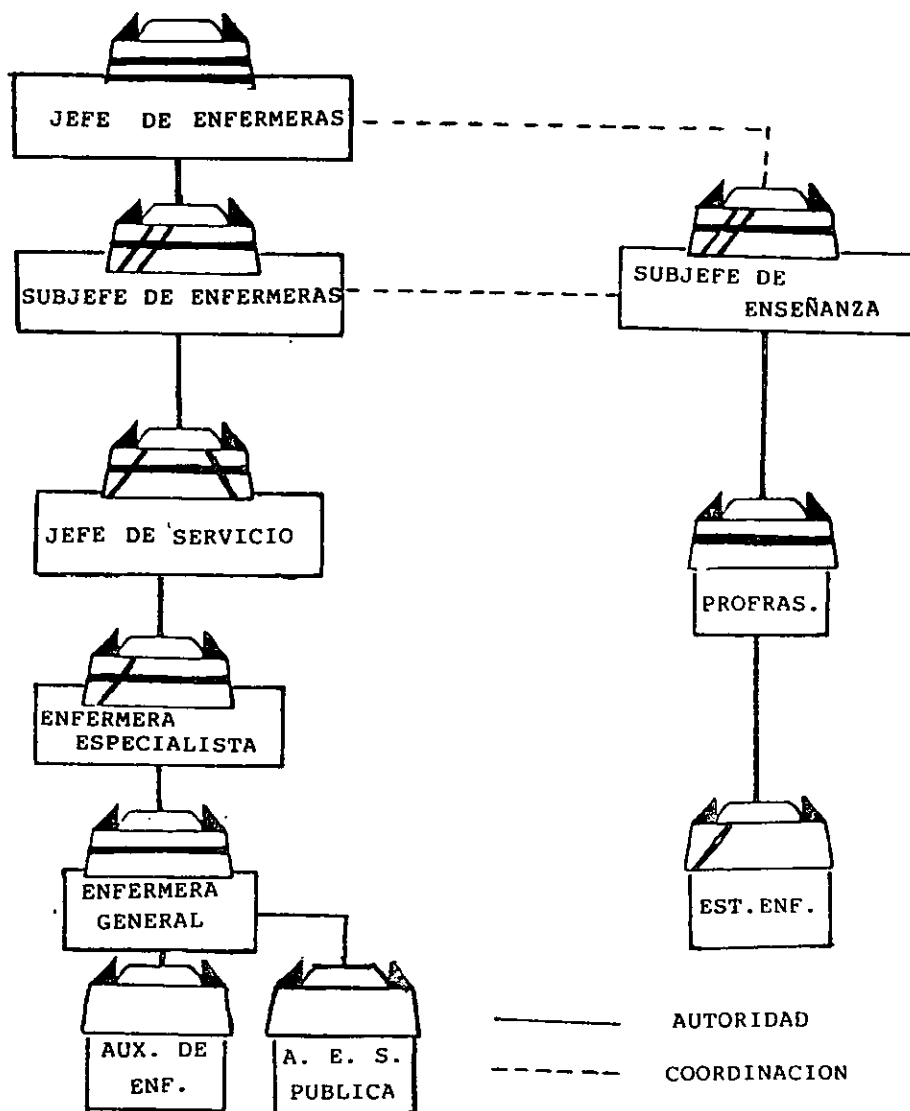 JEFE DE ENFERMERAS
SUBJEFE DE ENFERMERAS
SUBJEFE DE
ENSEÑANZA
JEFE DE SERVICIO
PROFRAS.
ENFERMERA
ESPECIALISTA
ENFERMERA
GENERAL
EST.ENF.
AUX. DE
ENF.
A. E. S.
PUBLICA
AUTORIDAD
COORDINACION